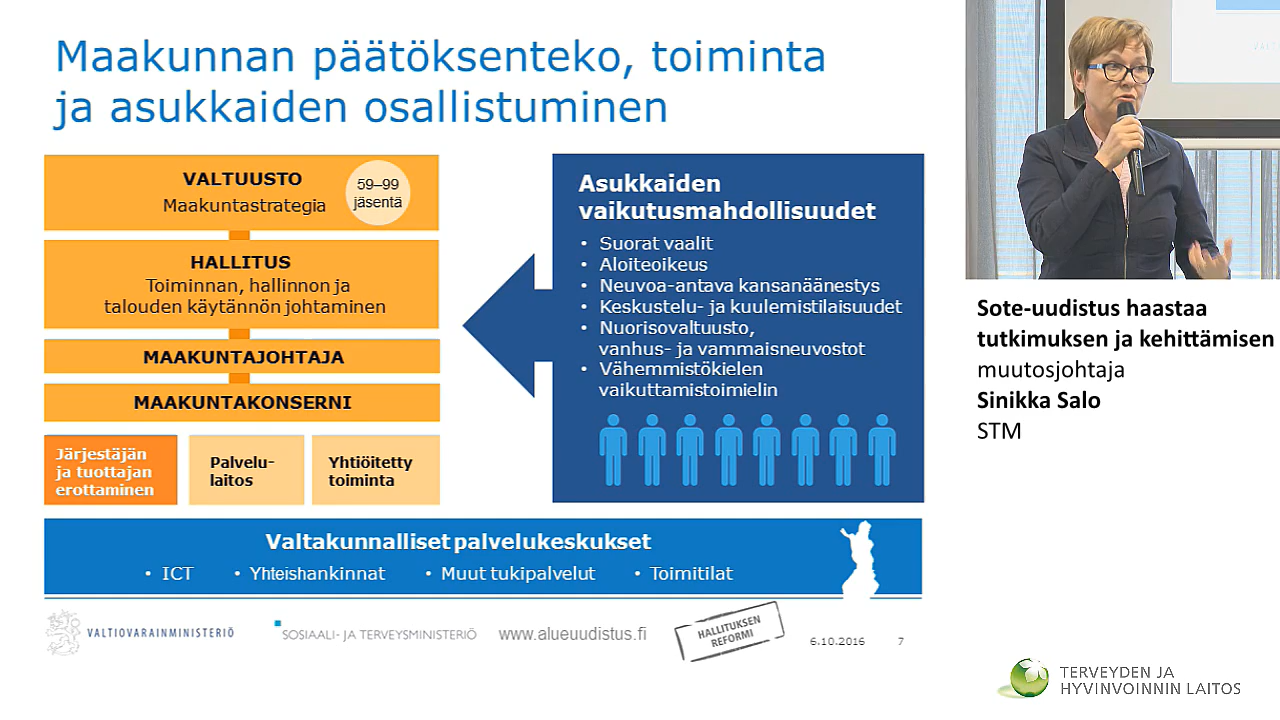 Maakunnan päätöksenteko, toiminta
ja asukkaiden osallistuminen
VALTUUSTO
Maakuntastrategia
59–99
jäsentä
HALLITUS
Toiminnan, hallinnon ja
talouden käytännön johtaminen
MAAKUNTAJOHTAJA
MAAKUNTAKONSERNI
Järjestäjän
ja tuottajan
erottaminen
Palvelu-
laitos
Yhtiöitetty
toiminta
Asukkaiden
vaikutusmahdollisuudet
• Suorat vaalit
• Aloiteoikeus
• Neuvoa-antava kansanäänestys
• Keskustelu- ja kuulemistilaisuudet
• Nuorisovaltuusto,
vanhus- ja vammaisneuvostot
• Vähemmistökielen
vaikuttamistoimielin
Valtakunnalliset palvelukeskukset
• ICT • Yhteishankinnat • Muut tukipalvelut • Toimitilat
VALTIOVARAINMINISTERIÖ
SOSIAALI- JA TERVEYSMINISTERIÖ
www.alueuudistus.fi
HALLITUKSEN
REFORMI
6.10.2016 7
Sote-uudistus haastaa
tutkimuksen ja kehittämisen
muutosjohtaja
Sinikka Salo
STM
TERVEYDEN JA
HYVINVOINNIN LAITOS